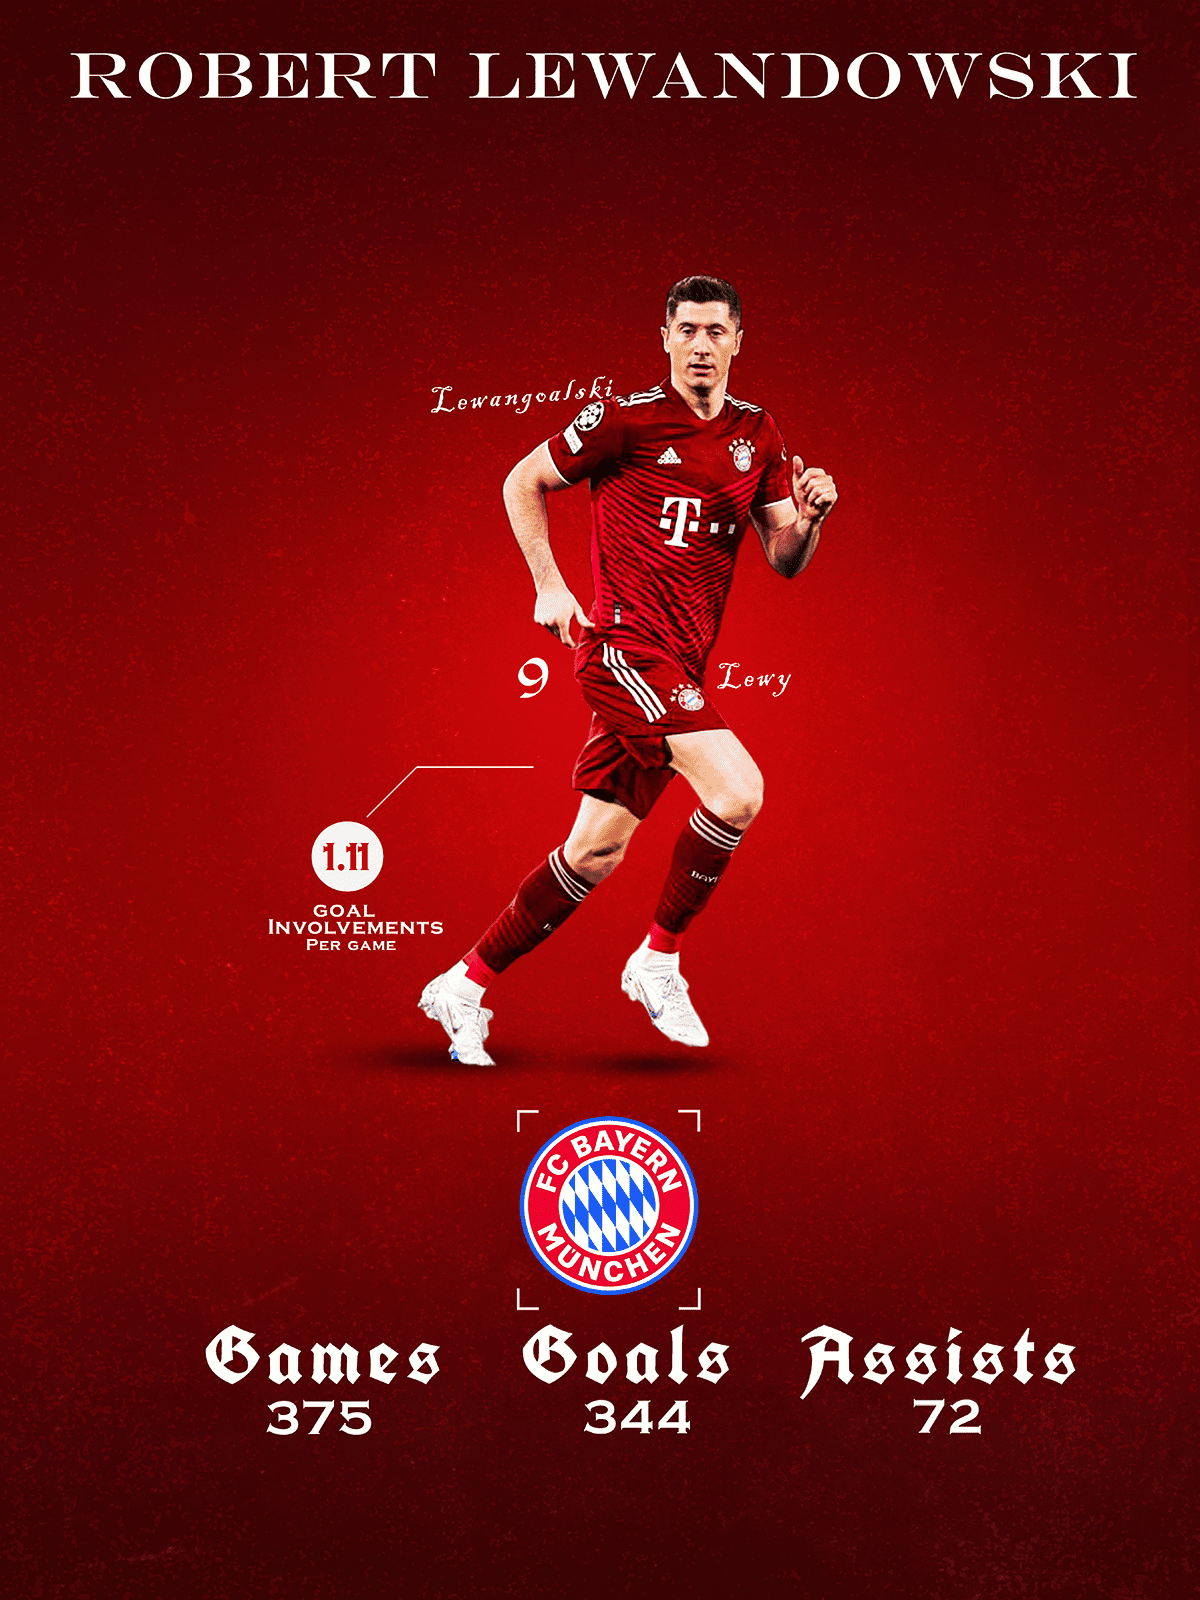 ROBERT LEWANDOWSKI
Lewangoalski
T
9
Lewy
1.11
GOAL
INVOLVEMENTS
PER GAME
FC BAYERN
MÜNCHEN
Games
375
Goals
344
Assists
72